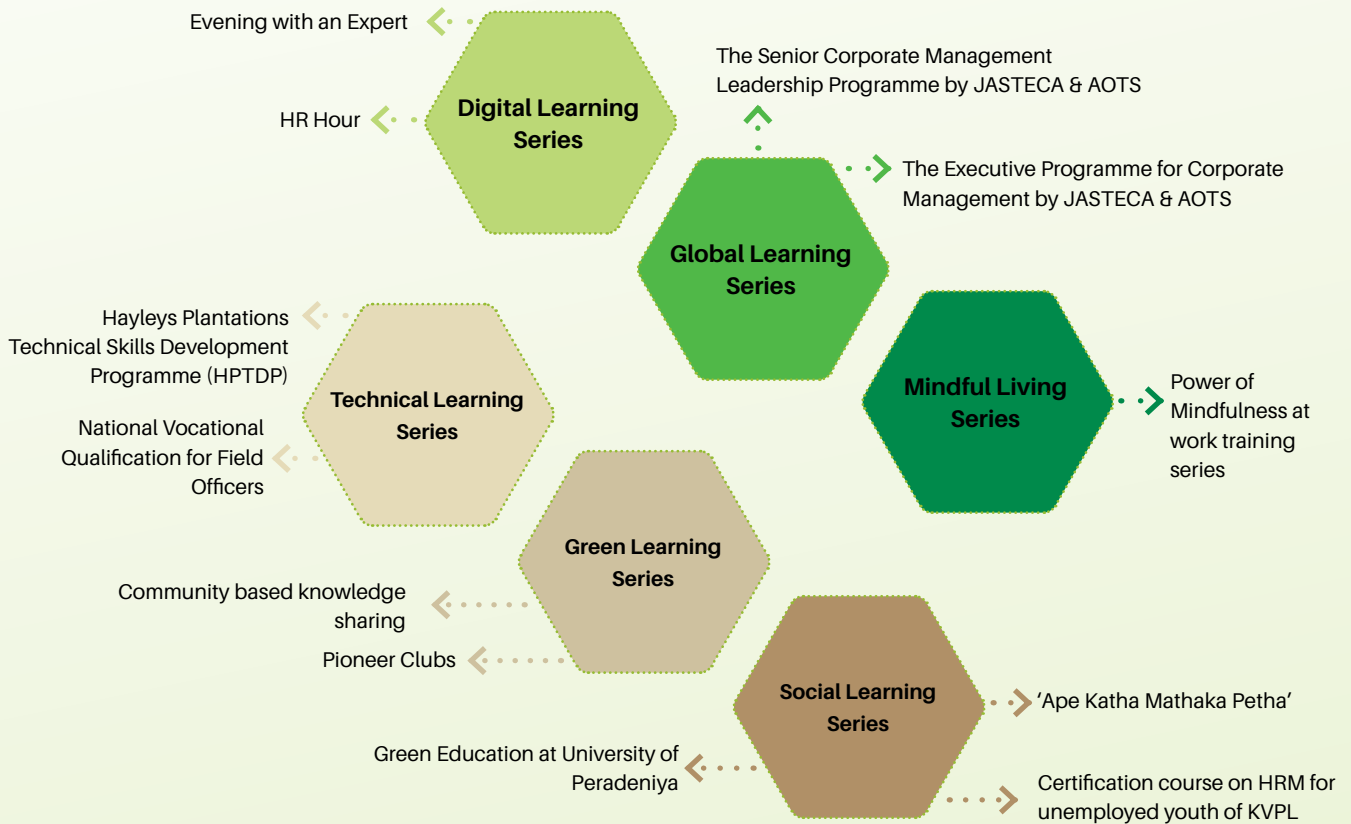 Evening with an Expert
HR Hour
Digital Learning
Series
The Senior Corporate Management
Leadership Programme by JASTECA & AOTS
The Executive Programme for Corporate
Management by JASTECA & AOTS
Global Learning
Series
Hayleys Plantations
Technical Skills Development
Programme (HPTDP)
National Vocational
Qualification for Field
Officers
Technical Learning
Series
Mindful Living
Series
Power of
Mindfulness at
work training
series
Green Learning
Series
Community based knowledge
sharing
Pioneer Clubs
Social Learning
Series
'Ape Katha Mathaka Petha'
Green Education at University of
Peradeniya
Certification course on HRM for
unemployed youth of KVPL